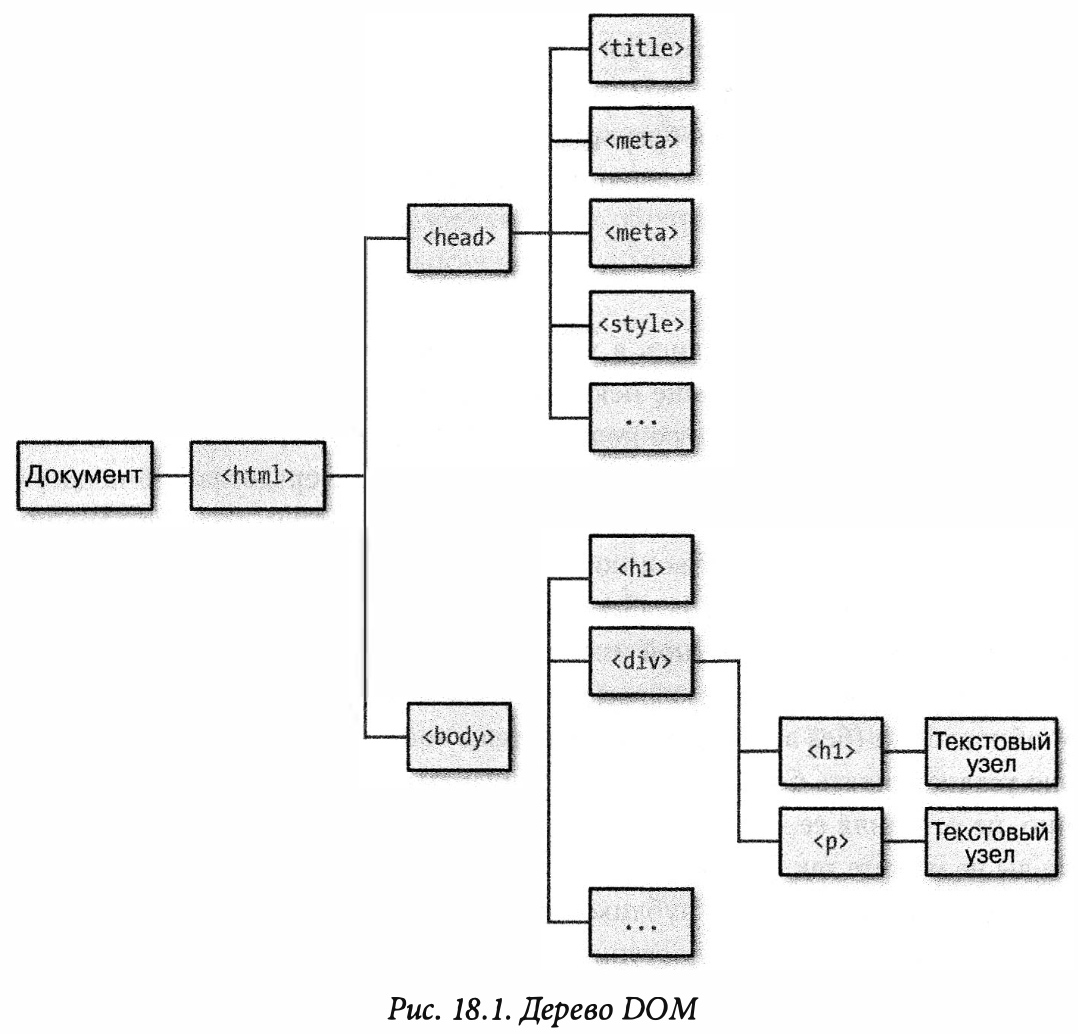 <title>
<meta>
<head>
<meta>
<style>
...
Документ
<html>
<h1>
<div>
<body>
<h1>
Текстовый
узел
<p>
Текстовый
узел
...
Рис. 18.1. Дерево DOM